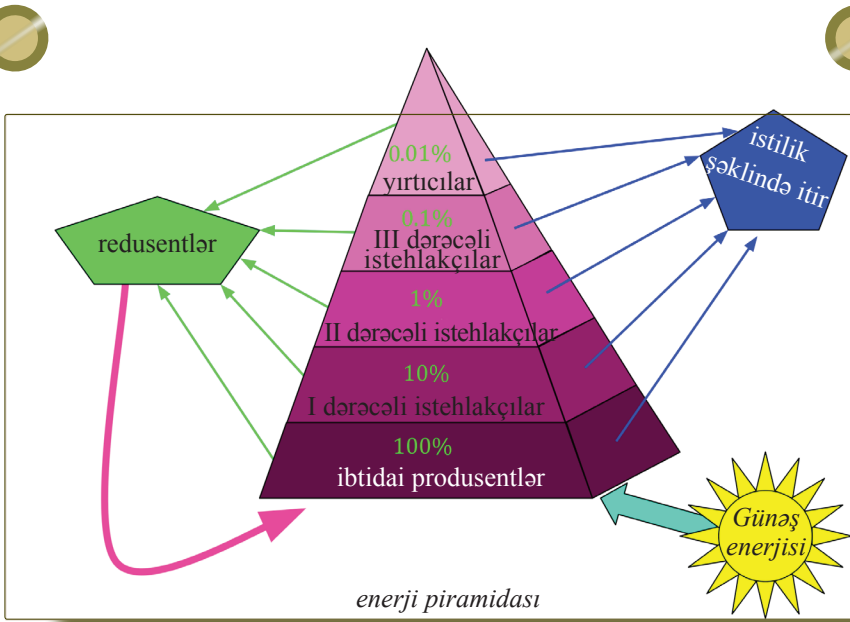 0.01%
yırtıcılar
0.1%
III dərəcəli
istehlakçılar
1%
II dərəcəli istehlakçılar
10%
I dərəcəli istehlakçılar
100%
ibtidai produsentlər
redusentlər
istilik
şəklində itir
Günəş
enerjisi
enerji piramidası